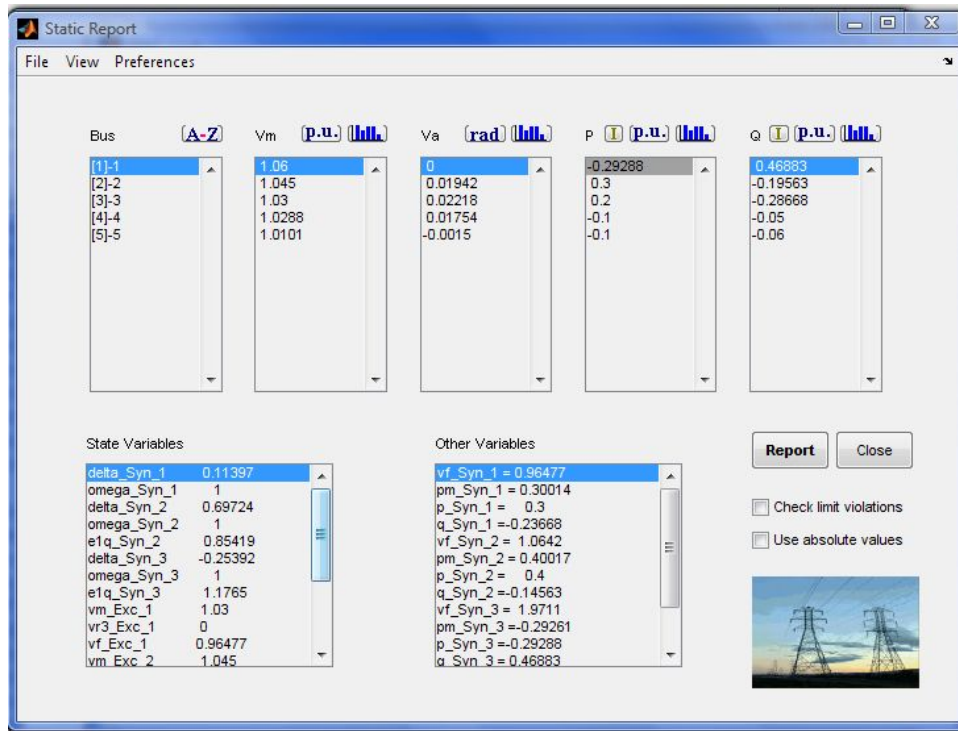 Static Report
File View Preferences
Bus [A-Z] Vm [p.u.] Va [rad] P [I] [p.u.] Q [I] [p.u.]
[1]-1 1.06 0 -0.29288 0.46883
[2]-2 1.045 0.01942 0.3 -0.19563
[3]-3 1.03 0.02218 0.2 -0.28668
[4]-4 1.0288 0.01754 -0.1 -0.05
[5]-5 1.0101 -0.0015 -0.1 -0.06
State Variables
delta_Syn_1 0.11397
omega_Syn_1 1
delta_Syn_2 0.69724
omega_Syn_2 1
e1q_Syn_2 0.85419
delta_Syn_3 -0.25392
omega_Syn_3 1
e1q_Syn_3 1.1765
vm_Exc_1 1.03
vr3_Exc_1 0
vf_Exc_1 0.96477
vm_Exc_2 1.045
Other Variables
vf_Syn_1 = 0.96477
pm_Syn_1 = 0.30014
p_Syn_1 = 0.3
q_Syn_1 =-0.23668
vf_Syn_2 = 1.0642
pm_Syn_2 = 0.40017
p_Syn_2 = 0.4
q_Syn_2 =-0.14563
vf_Syn_3 = 1.9711
pm_Syn_3 =-0.29261
p_Syn_3 =-0.29288
q_Syn_3 = 0.46883
Report Close
Check limit violations
Use absolute values